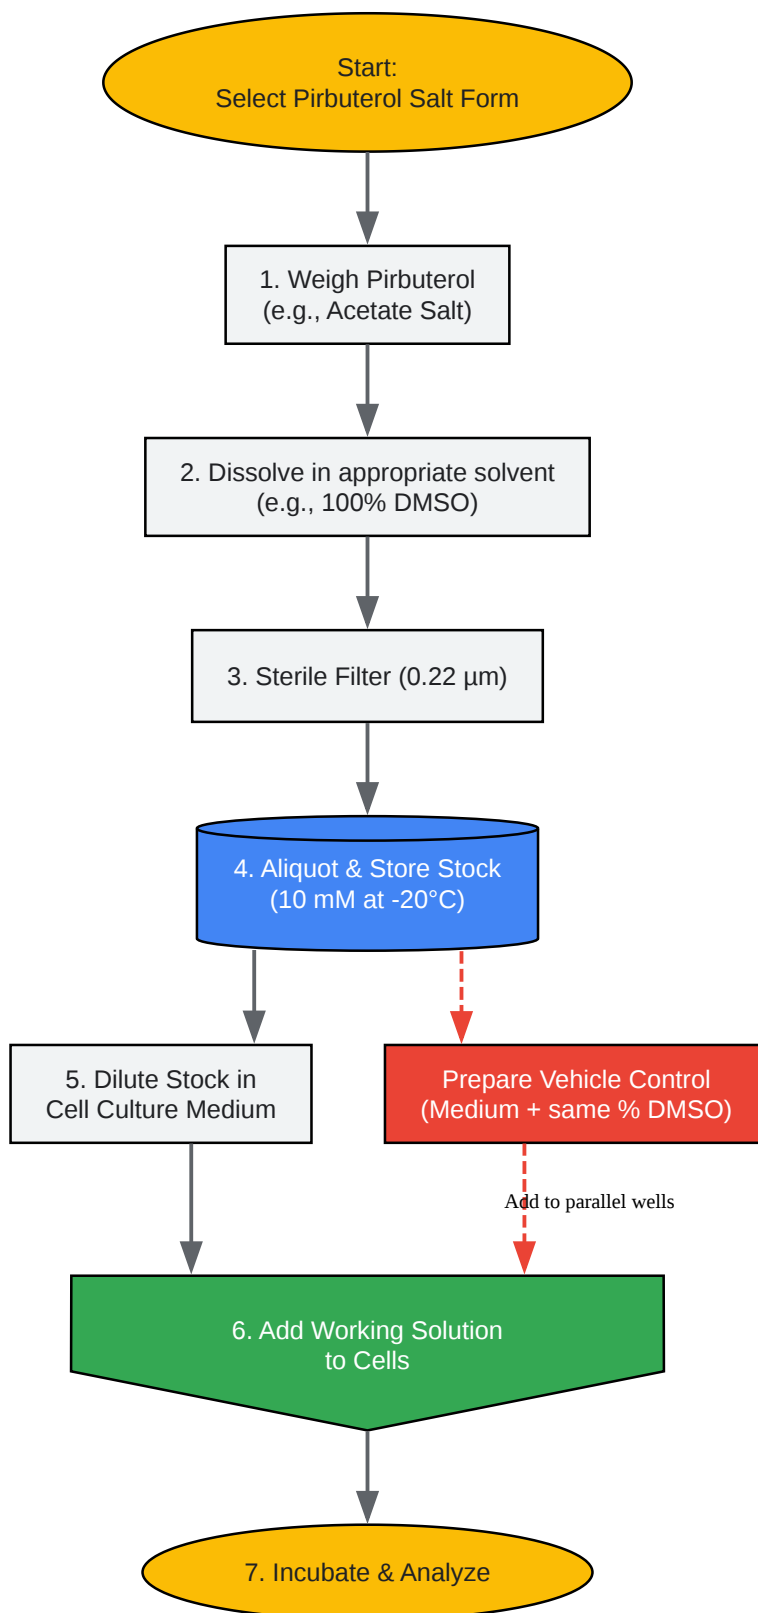 Start:
Select Pirbuterol Salt Form
1. Weigh Pirbuterol
(e.g., Acetate Salt)
2. Dissolve in appropriate solvent
(e.g., 100% DMSO)
3. Sterile Filter (0.22 µm)
4. Aliquot & Store Stock
(10 mM at -20°C)
5. Dilute Stock in
Cell Culture Medium
Prepare Vehicle Control
(Medium + same % DMSO)
Add to parallel wells
6. Add Working Solution
to Cells
7. Incubate & Analyze